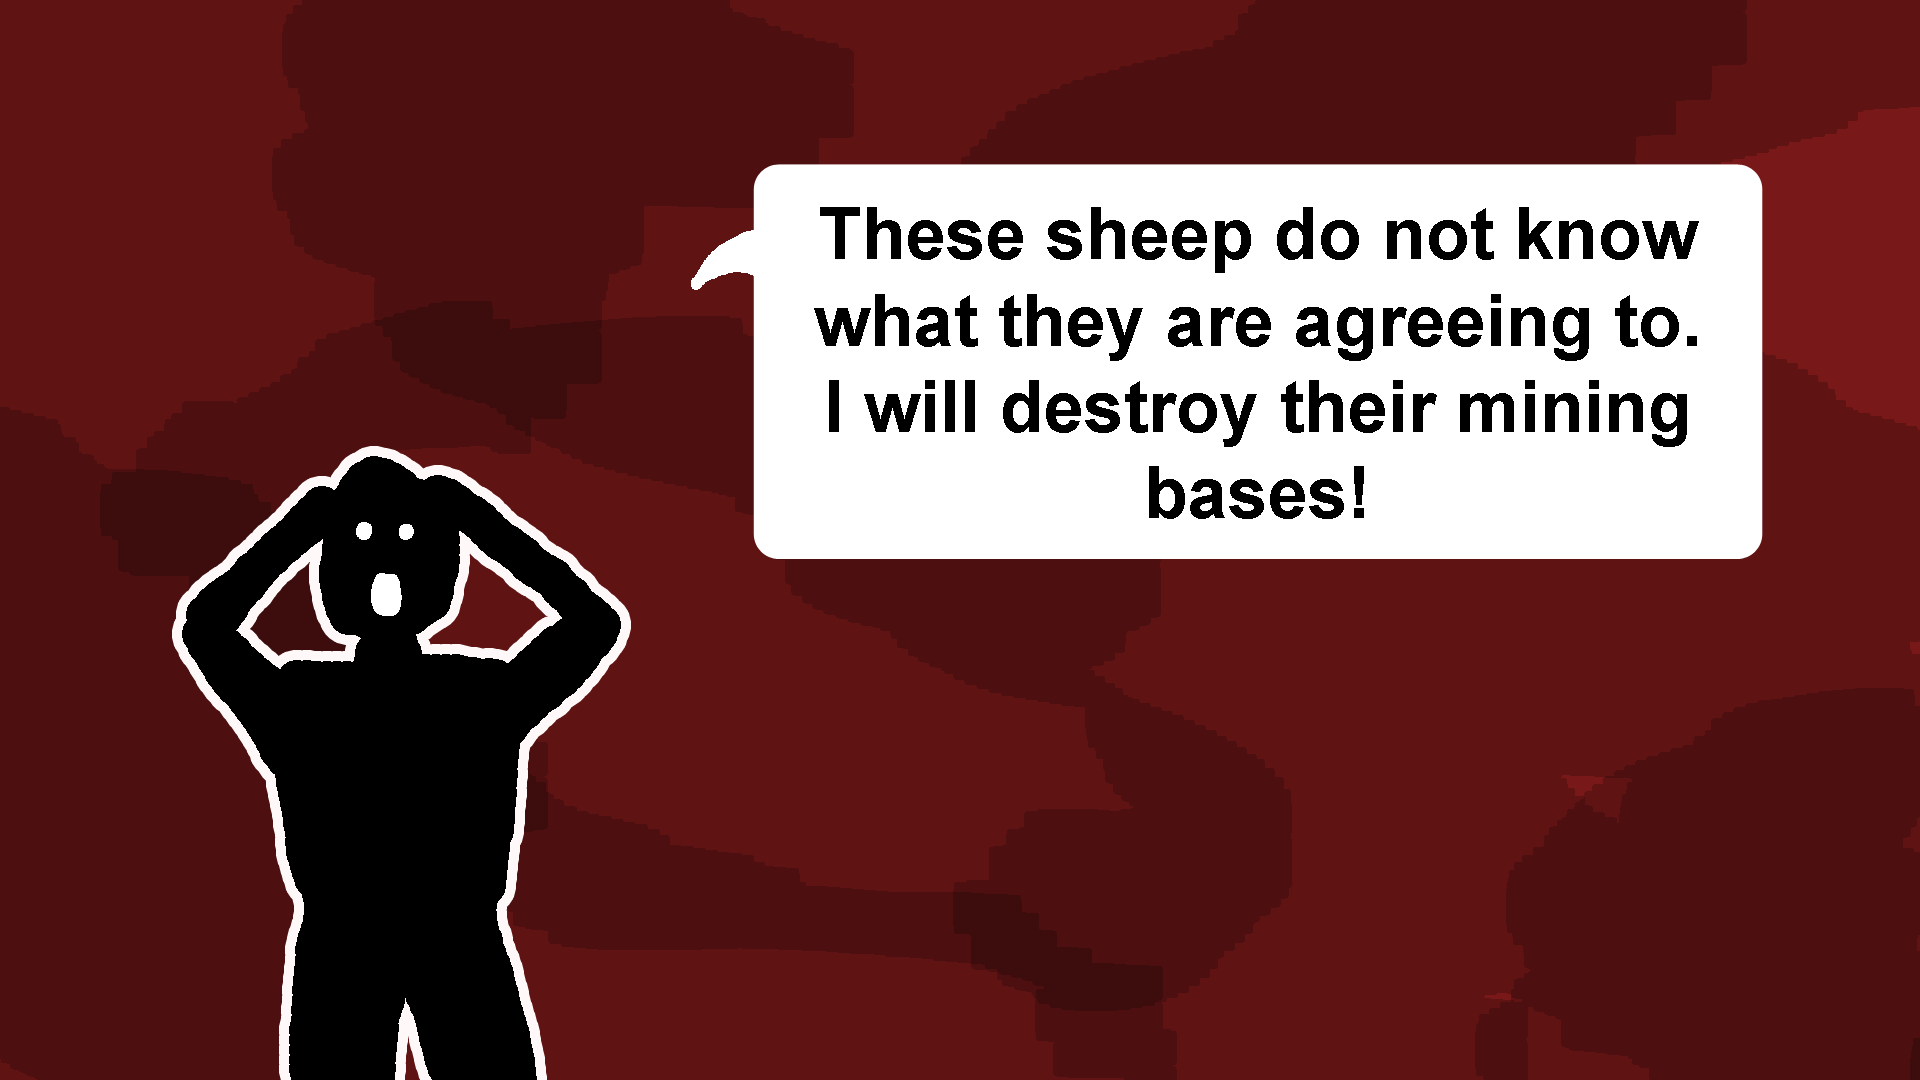 These sheep do not know
what they are agreeing to.
I will destroy their mining
bases!